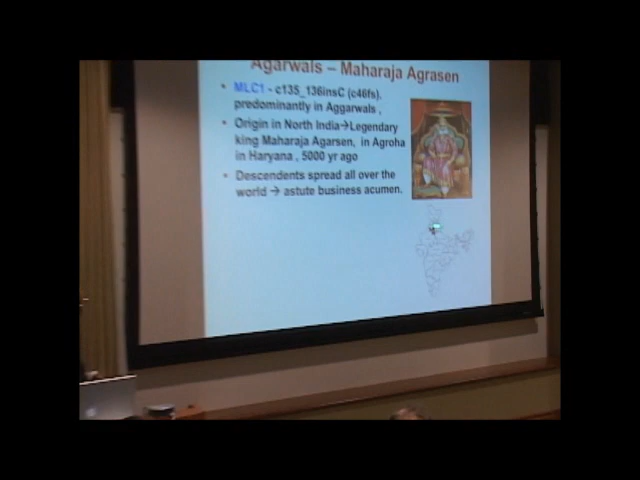 Agarwals – Maharaja Agrasen
• MLC1 - c135_136insC (c46fs),
predominantly in Aggarwals ,
• Origin in North India→Legendary
king Maharaja Agarsen, in Agroha
in Haryana , 5000 yr ago
• Descendents spread all over the
world → astute business acumen.